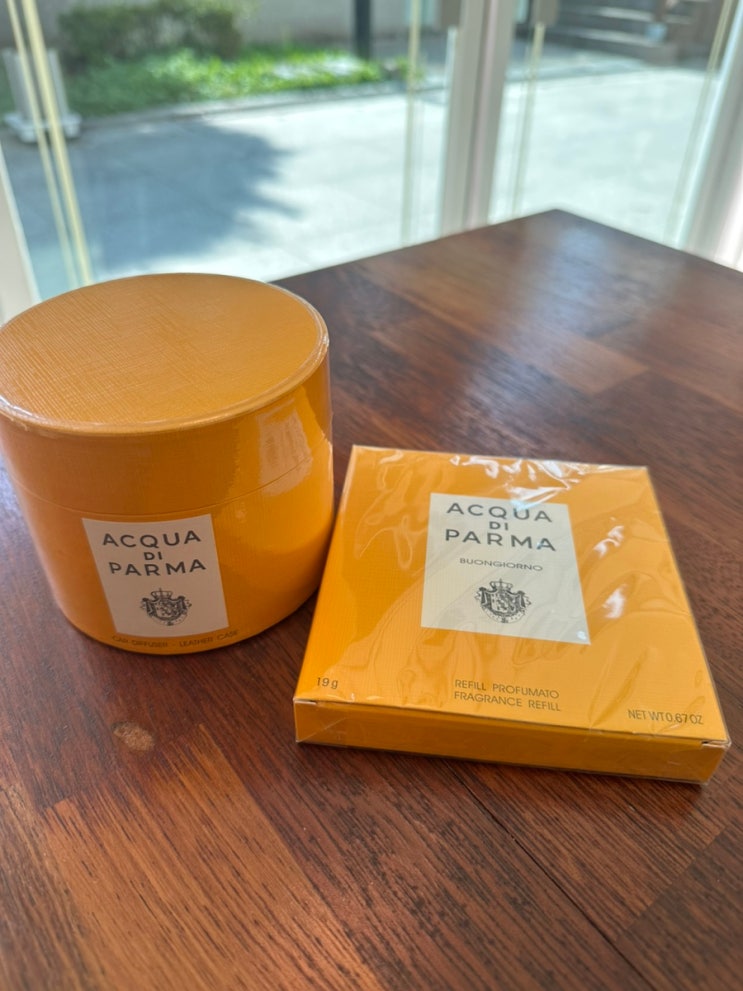 ACQUA
DI
PARMA
CAR DIFFUSER - LEATHER CASE
ACQUA
DI
PARMA
BUONGIORNO
19 g
REFILL PROFUMATO
FRAGRANCE REFILL
NET WT 0.67 OZ